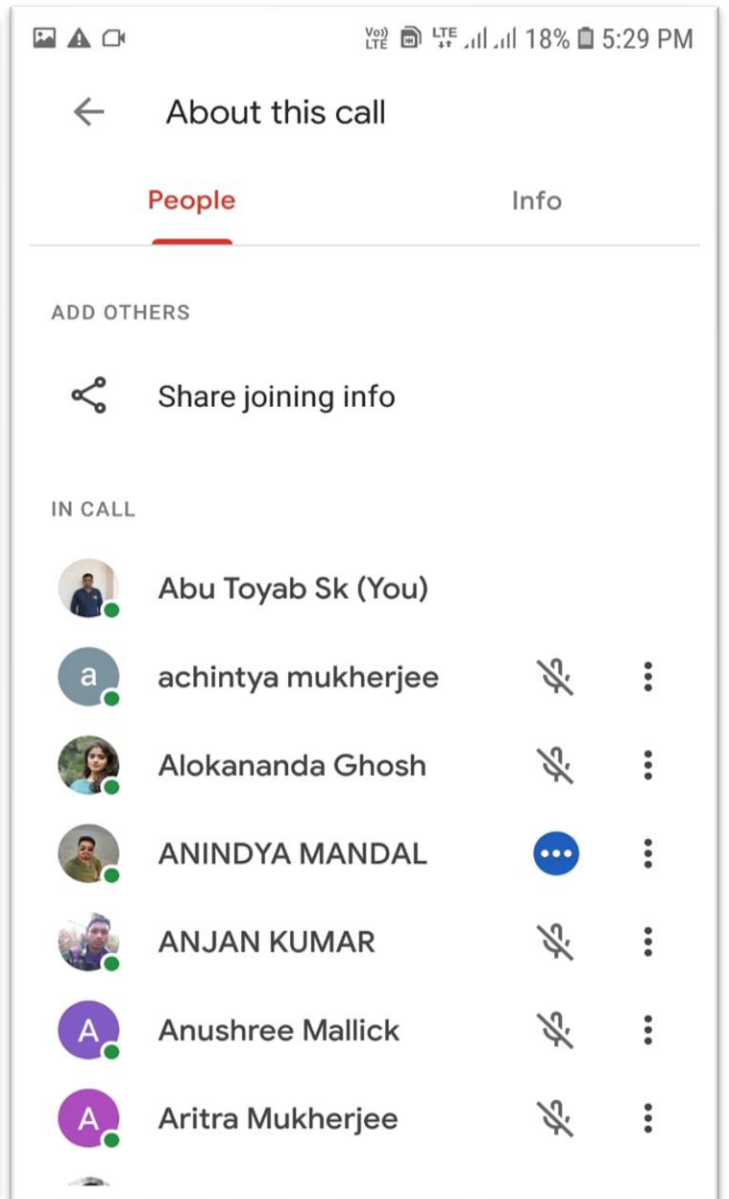 Vo)) LTE LTE 18% 5:29 PM
About this call
People Info
ADD OTHERS
Share joining info
IN CALL
Abu Toyab Sk (You)
a achintya mukherjee
Alokananda Ghosh
ANINDYA MANDAL
ANJAN KUMAR
A Anushree Mallick
A Aritra Mukherjee